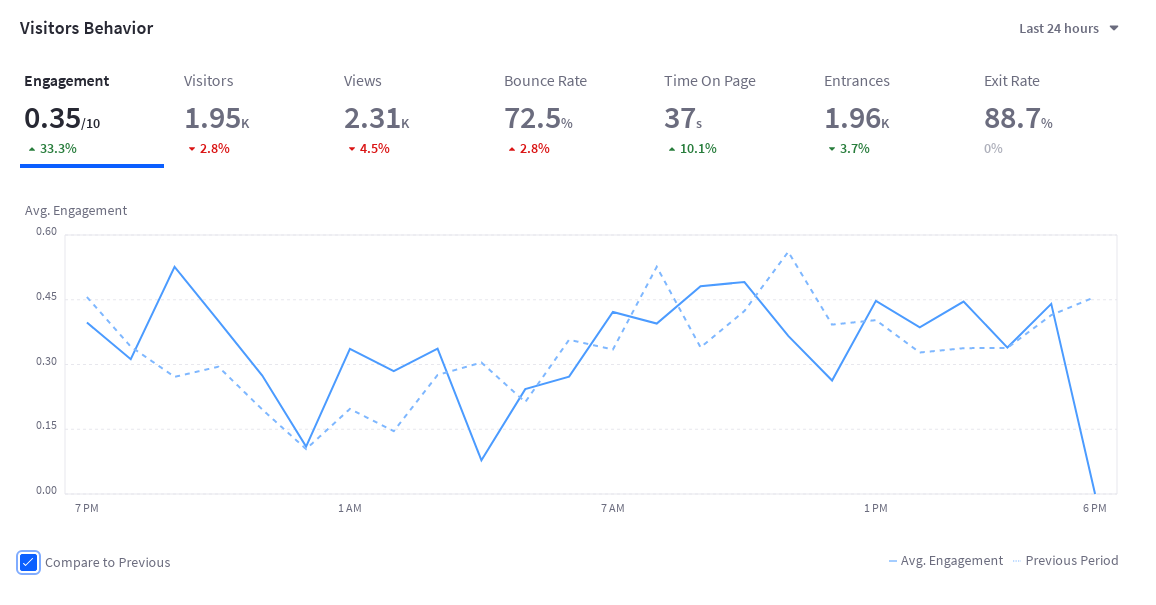 Visitors Behavior
Last 24 hours
Engagement Visitors Views Bounce Rate Time On Page Entrances Exit Rate
0.35/10 1.95K 2.31K 72.5% 37s 1.96K 88.7%
33.3% 2.8% 4.5% 2.8% 10.1% 3.7% 0%
Avg. Engagement
0.60
0.45
0.30
0.15
0.00
7 PM 1 AM 7 AM 1 PM 6 PM
Compare to Previous
Avg. Engagement Previous Period